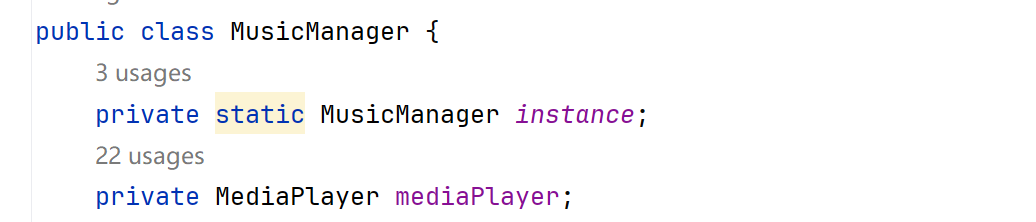 public class MusicManager {
3 usages
private static MusicManager instance;
22 usages
private MediaPlayer mediaPlayer;